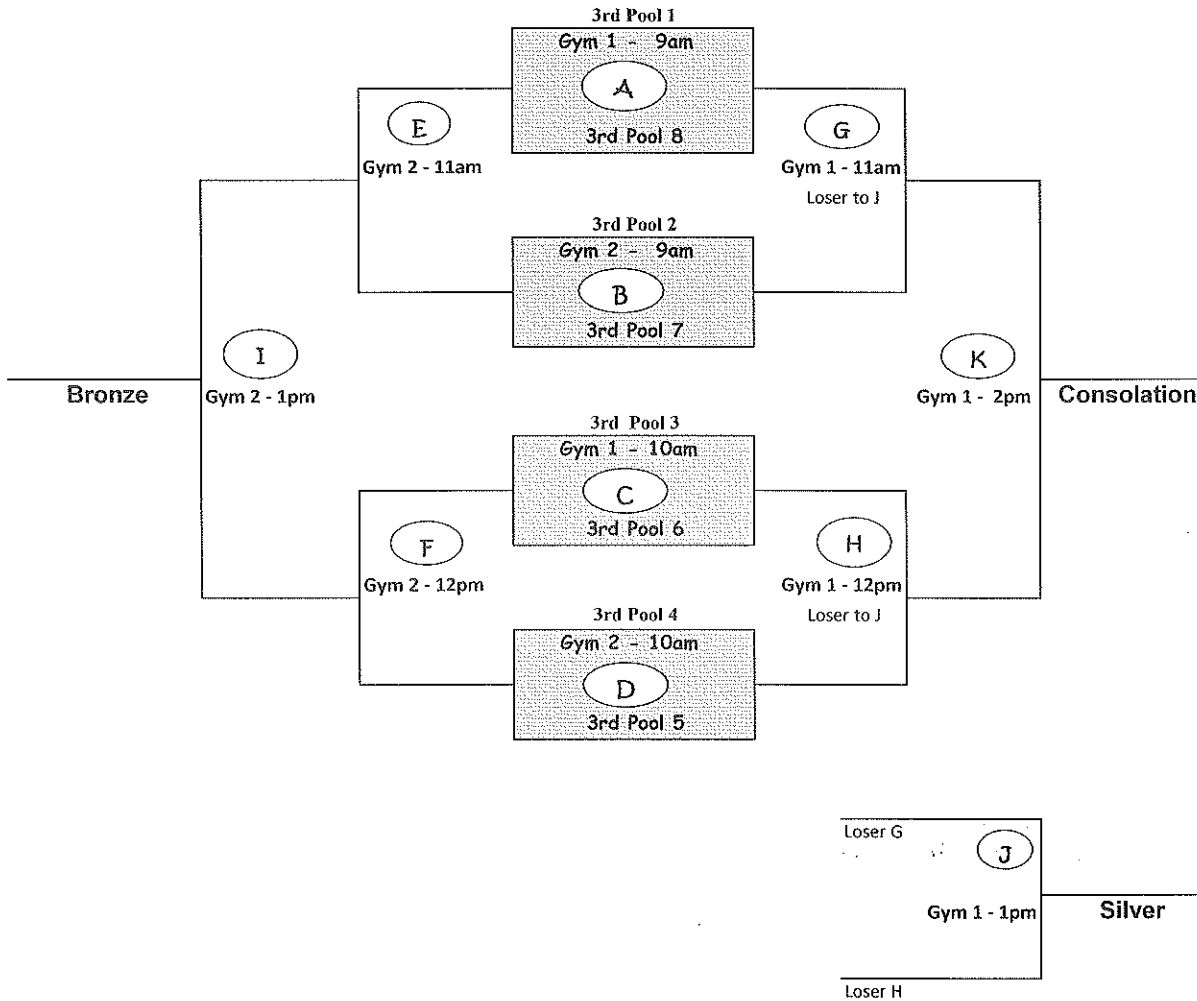 3rd Pool 1
Gym 1 - 9am
A
3rd Pool 8
E
Gym 2 - 11am
G
Gym 1 - 11am
Loser to J
3rd Pool 2
Gym 2 - 9am
B
3rd Pool 7
I
Gym 2 - 1pm
Bronze
K
Gym 1 - 2pm
Consolation
3rd Pool 3
Gym 1 - 10am
C
3rd Pool 6
F
Gym 2 - 12pm
H
Gym 1 - 12pm
Loser to J
3rd Pool 4
Gym 2 - 10am
D
3rd Pool 5
Loser G
J
Gym 1 - 1pm
Silver
Loser H